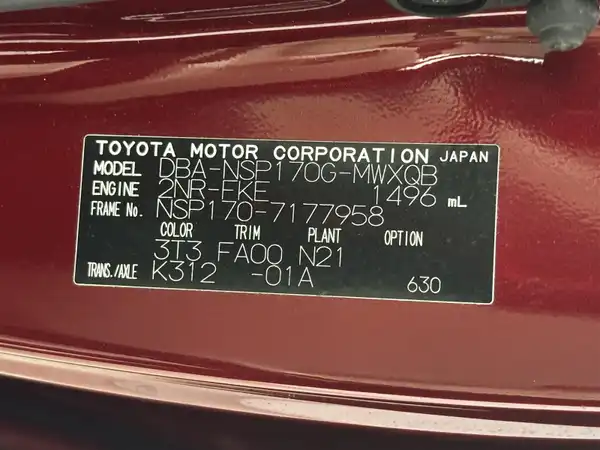 TOYOTA MOTOR CORPORATION JAPAN
MODEL DBA-NSP170G-MWXQB
ENGINE 2NR-FKE 1496 mL
FRAME No. NSP170-7177958
COLOR TRIM PLANT OPTION
3T3 FA00 N21
TRANS./AXLE K312 -01A 630